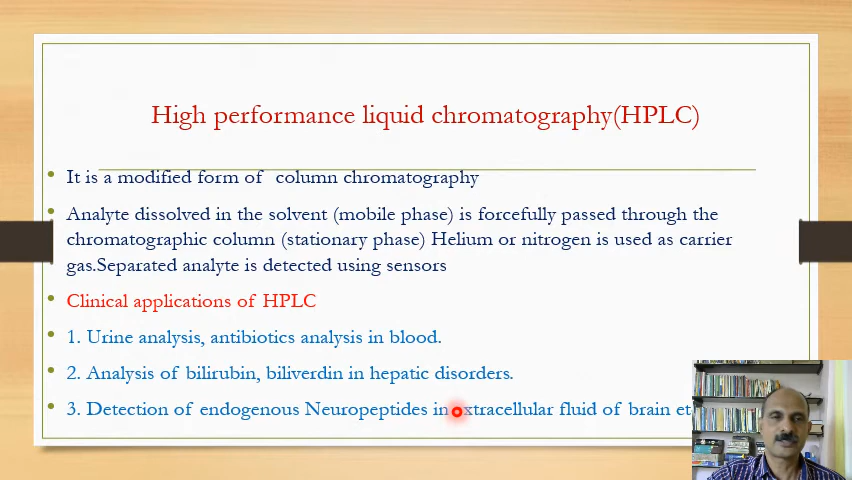 High performance liquid chromatography(HPLC)
• It is a modified form of column chromatography
• Analyte dissolved in the solvent (mobile phase) is forcefully passed through the
chromatographic column (stationary phase) Helium or nitrogen is used as carrier
gas.Separated analyte is detected using sensors
• Clinical applications of HPLC
• 1. Urine analysis, antibiotics analysis in blood.
• 2. Analysis of bilirubin, biliverdin in hepatic disorders.
• 3. Detection of endogenous Neuropeptides in extracellular fluid of brain et